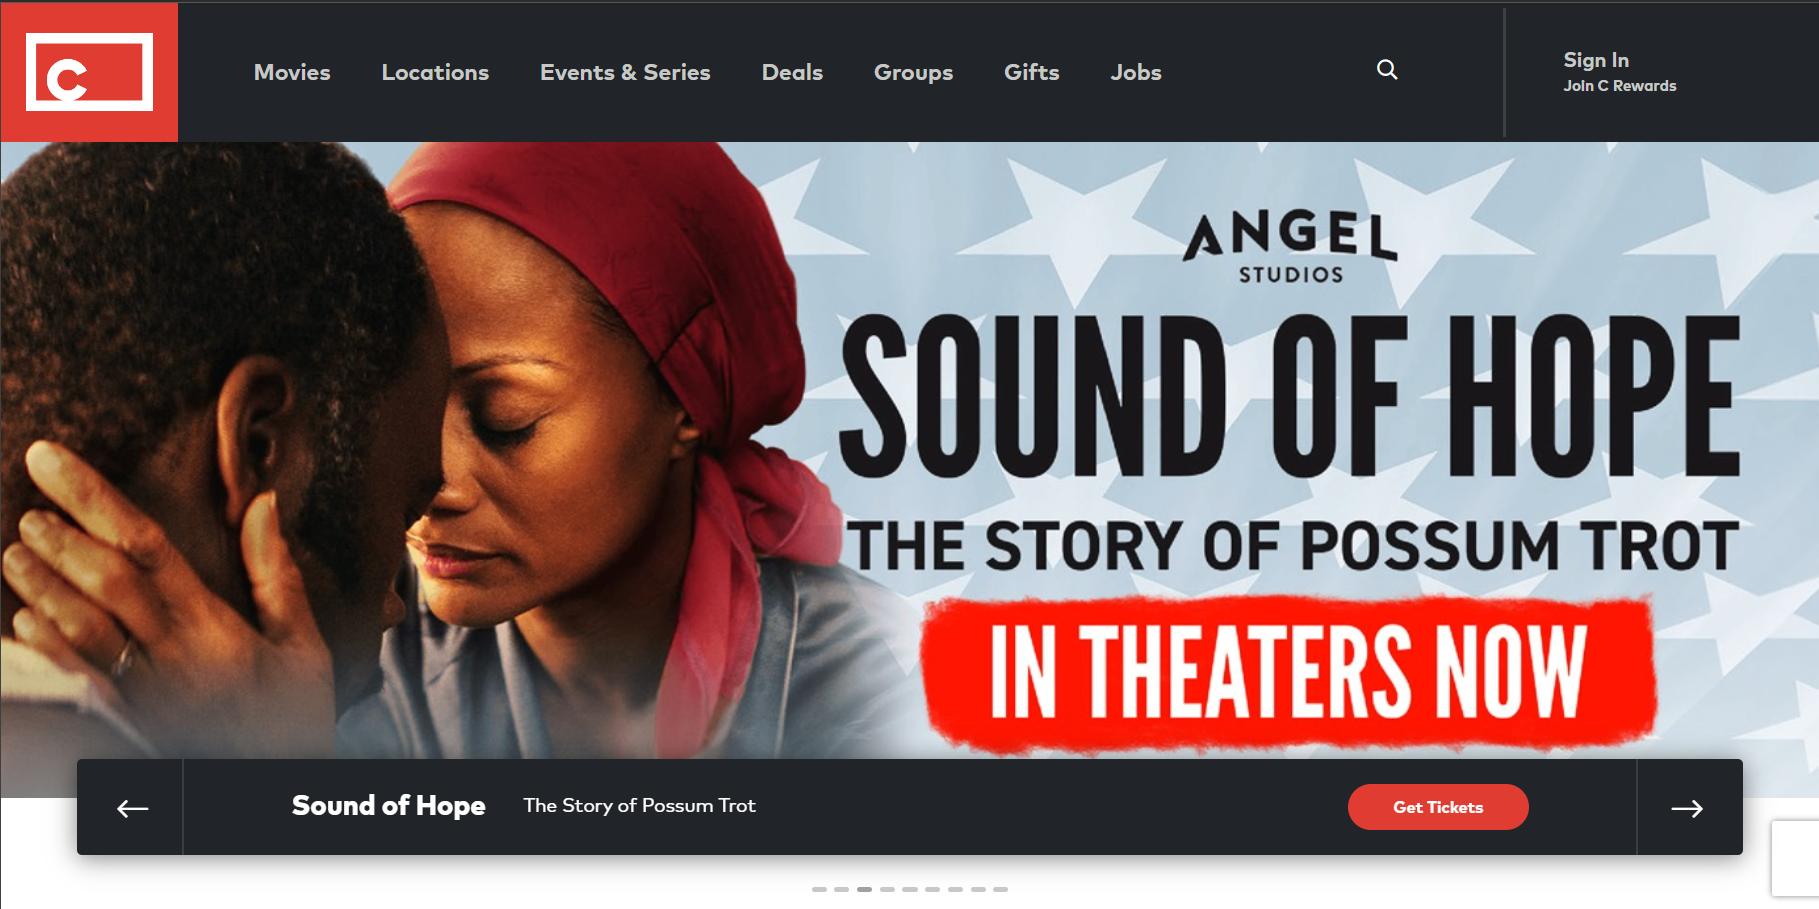 C
Movies
Locations
Events & Series
Deals
Groups
Gifts
Jobs
Sign In
Join C Rewards
ANGEL
STUDIOS
SOUND OF HOPE
THE STORY OF POSSUM TROT
IN THEATERS NOW
Sound of Hope
The Story of Possum Trot
Get Tickets